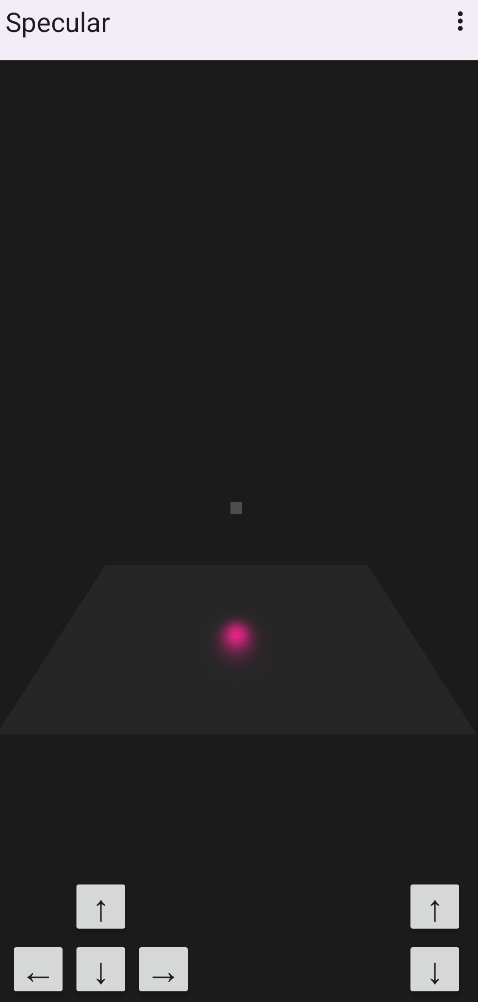 Specular
↑ ↑
← ↓ → ↓